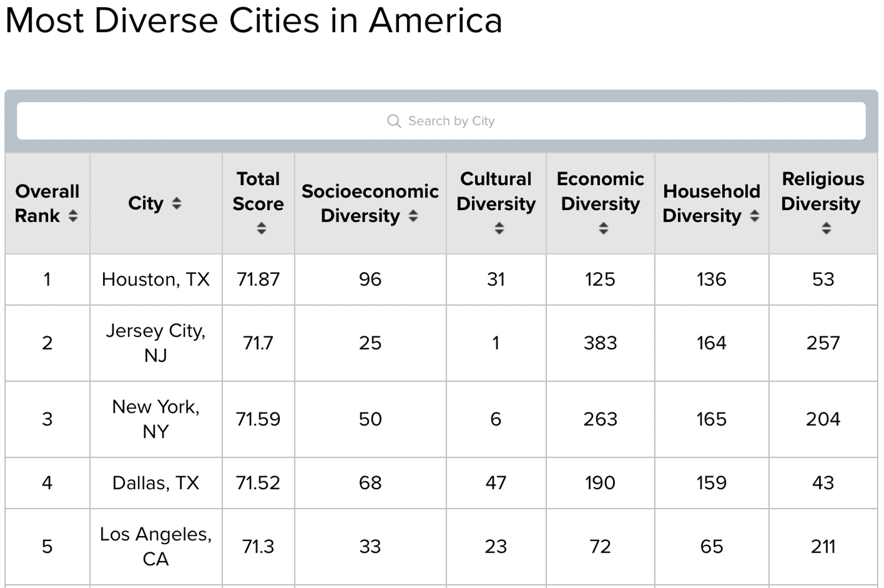 Most Diverse Cities in America
Search by City
Overall Rank City Total Score Socioeconomic Diversity Cultural Diversity Economic Diversity Household Diversity Religious Diversity
1 Houston, TX 71.87 96 31 125 136 53
2 Jersey City, NJ 71.7 25 1 383 164 257
3 New York, NY 71.59 50 6 263 165 204
4 Dallas, TX 71.52 68 47 190 159 43
5 Los Angeles, CA 71.3 33 23 72 65 211